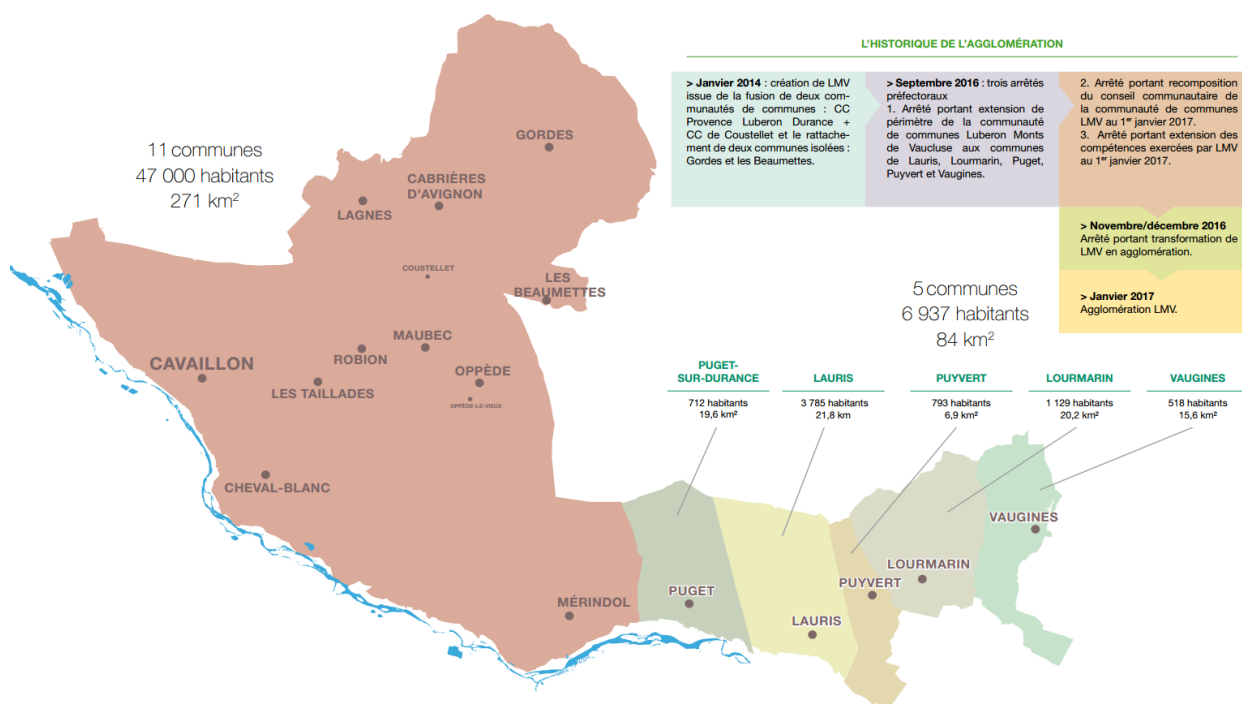 L'HISTORIQUE DE L'AGGLOMÉRATION
> Janvier 2014 : création de LMV
issue de la fusion de deux com-
munautés de communes : CC
Provence Luberon Durance +
CC de Coustellet et le rattache-
ment de deux communes isolées :
Gordes et les Beaumettes.
> Septembre 2016 : trois arrêtés
préfectoraux
1. Arrêté portant extension de
périmètre de la communauté
de communes Luberon Monts
de Vaucluse aux communes
de Lauris, Lourmarin, Puget,
Puyvert et Vaugines.
2. Arrêté portant recomposition
du conseil communautaire de
la communauté de communes
LMV au 1er janvier 2017.
3. Arrêté portant extension des
compétences exercées par LMV
au 1er janvier 2017.
> Novembre/décembre 2016
Arrêté portant transformation de
LMV en agglomération.
> Janvier 2017
Agglomération LMV.
11 communes
47 000 habitants
271 km²
GORDES
CABRIÈRES
D'AVIGNON
LAGNES
COUSTELLET
LES
BEAUMETTES
MAUBEC
ROBION
CAVAILLON
OPPÈDE
LES TAILLADES
OPPÈDE-LE-VIEUX
CHEVAL-BLANC
MÉRINDOL
5 communes
6 937 habitants
84 km²
PUGET-
SUR-DURANCE
712 habitants
19,6 km²
LAURIS
3 785 habitants
21,8 km
PUYVERT
793 habitants
6,9 km²
LOURMARIN
1 129 habitants
20,2 km²
VAUGINES
518 habitants
15,6 km²
VAUGINES
LOURMARIN
PUYVERT
PUGET
LAURIS